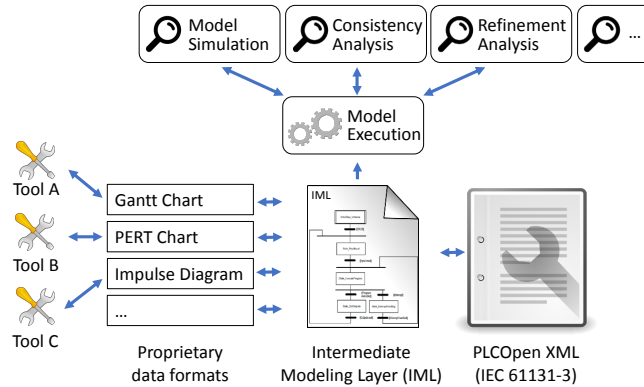 Model
Simulation
Consistency
Analysis
Refinement
Analysis
...
Model
Execution
Tool A
Tool B
Tool C
Gantt Chart
PERT Chart
Impulse Diagram
...
IML
Proprietary
data formats
Intermediate
Modeling Layer (IML)
PLCOpen XML
(IEC 61131-3)